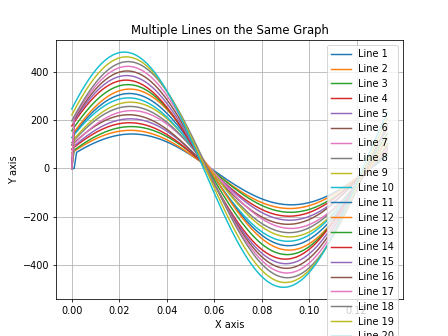 Multiple Lines on the Same Graph
Y axis
400
200
0
−200
−400
0.00
0.02
0.04
0.06
0.08
0.10
X axis
Line 1
Line 2
Line 3
Line 4
Line 5
Line 6
Line 7
Line 8
Line 9
Line 10
Line 11
Line 12
Line 13
Line 14
Line 15
Line 16
Line 17
Line 18
Line 19
Line 20